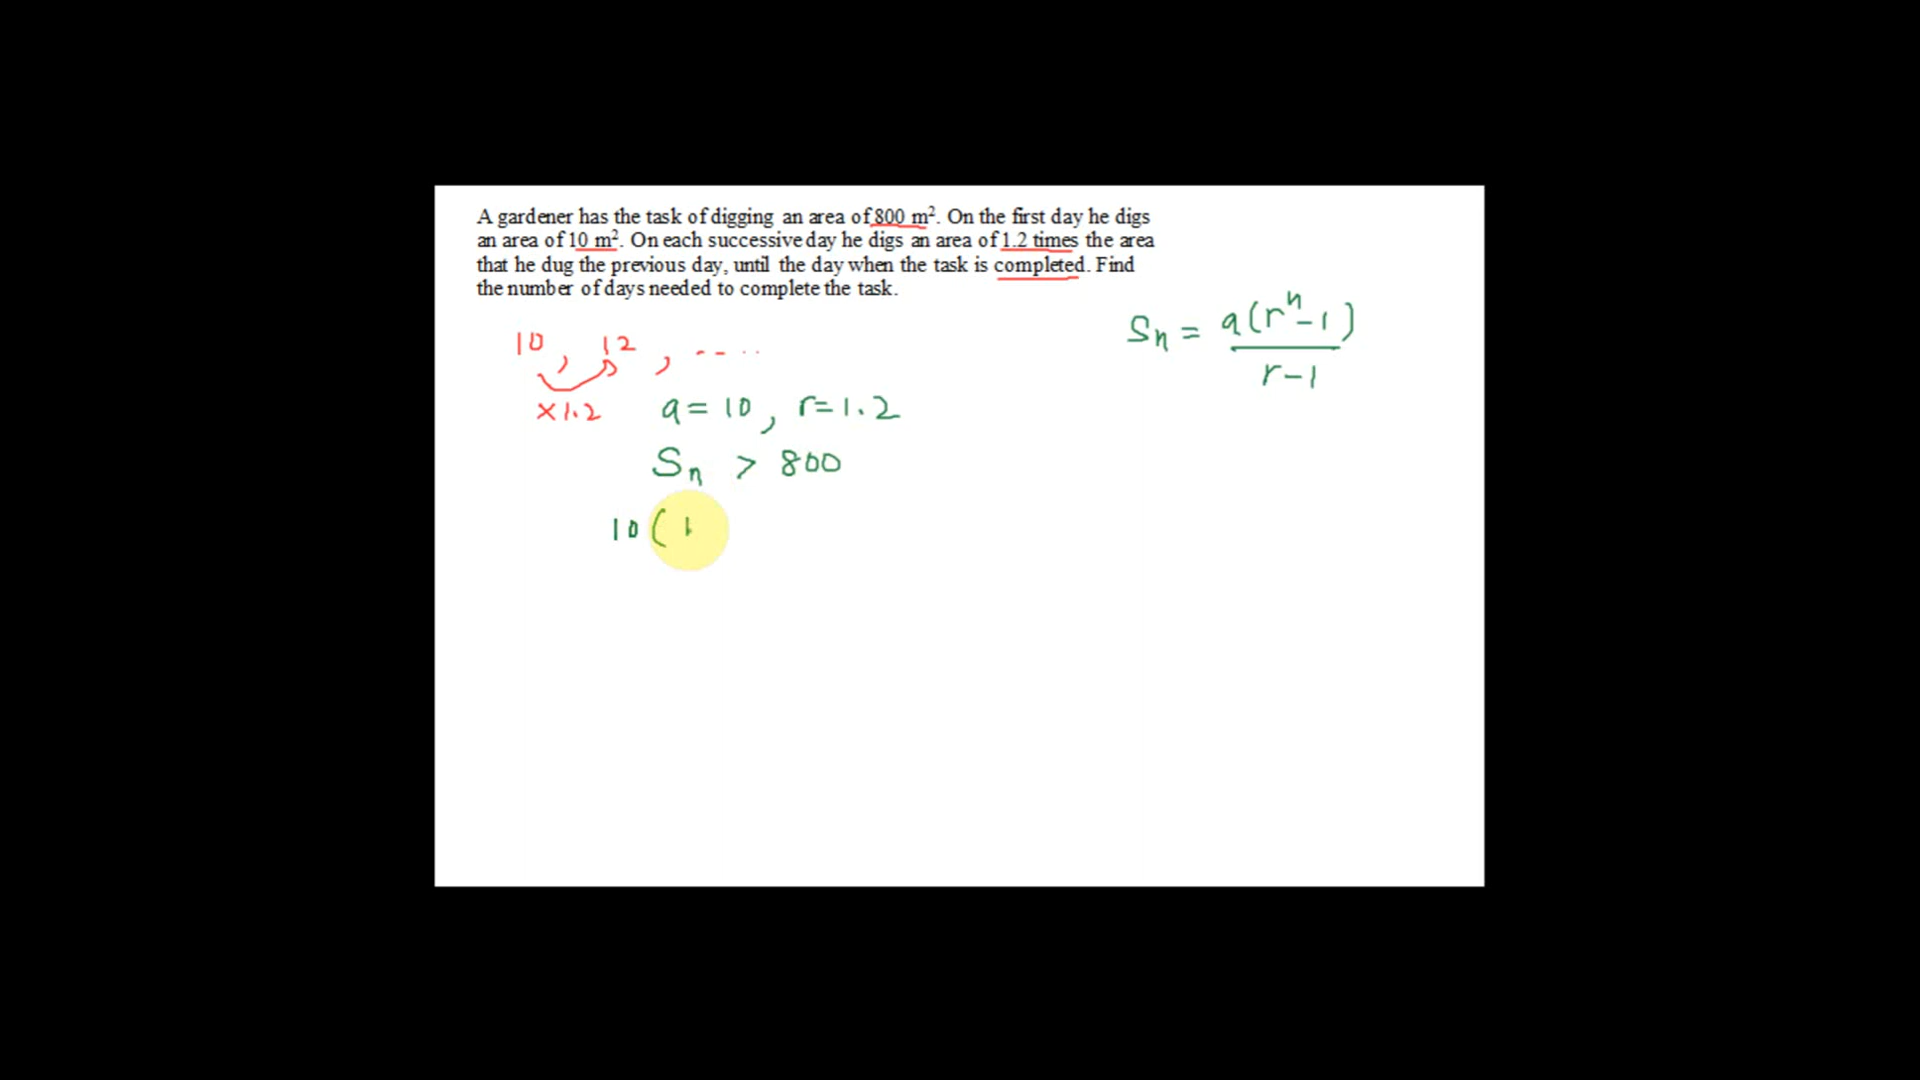 A gardener has the task of digging an area of 800 m². On the first day he digs
an area of 10 m². On each successive day he digs an area of 1.2 times the area
that he dug the previous day, until the day when the task is completed. Find
the number of days needed to complete the task.
Sn = a(rⁿ-1)
r-1
10, 12, ....
×1.2
a = 10, r=1.2
Sn > 800
10 ( 1